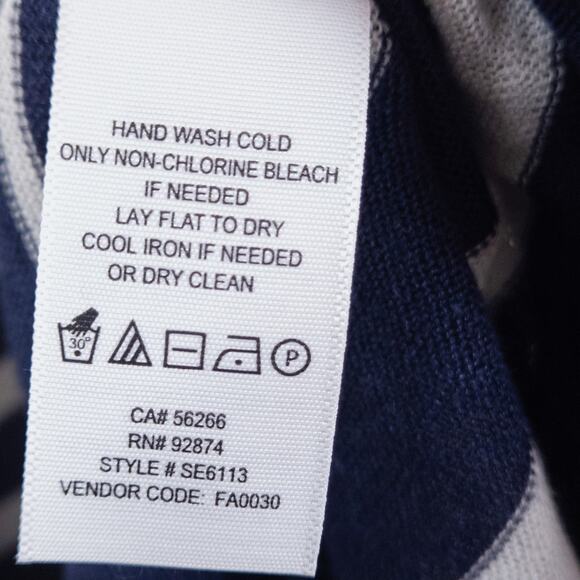 HAND WASH COLD
ONLY NON-CHLORINE BLEACH
IF NEEDED
LAY FLAT TO DRY
COOL IRON IF NEEDED
OR DRY CLEAN
30° P
CA# 56266
RN# 92874
STYLE # SE6113
VENDOR CODE: FA0030